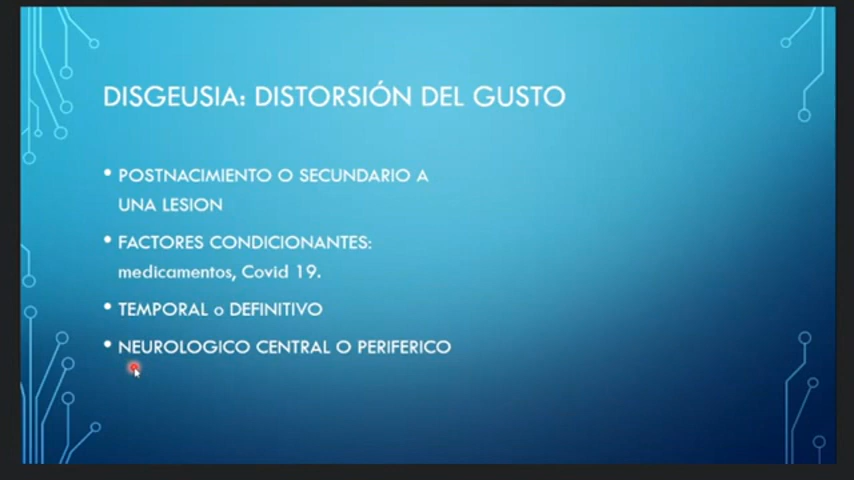 DISGEUSIA: DISTORSIÓN DEL GUSTO
• POSTNACIMIENTO O SECUNDARIO A
UNA LESION
• FACTORES CONDICIONANTES:
medicamentos, Covid 19.
• TEMPORAL o DEFINITIVO
• NEUROLOGICO CENTRAL O PERIFERICO